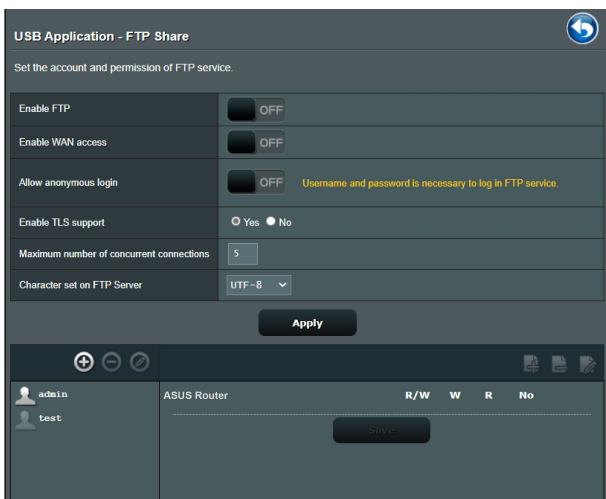 USB Application - FTP Share
Set the account and permission of FTP service.
Enable FTP OFF
Enable WAN access OFF
Allow anonymous login OFF Username and password is necessary to log in FTP service.
Enable TLS support Yes No
Maximum number of concurrent connections 5
Character set on FTP Server UTF-8
Apply
admin ASUS Router R/W W R No
test
Save